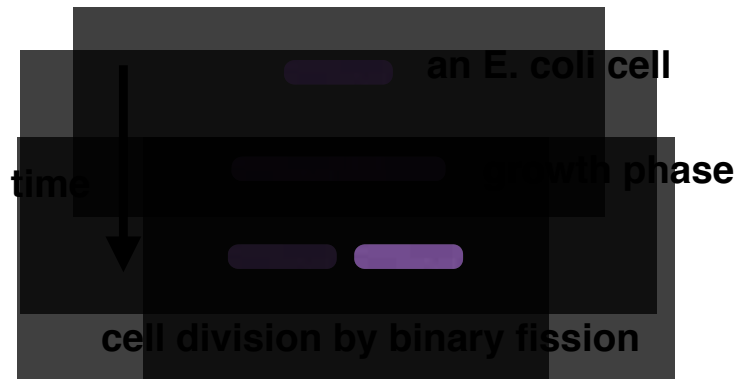 an E. coli cell
growth phase
time
cell division by binary fission